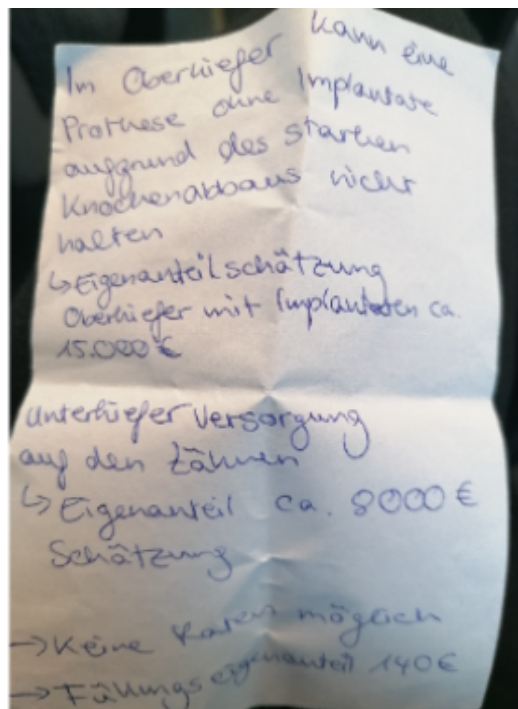 Im Oberkiefer kann eine
Prothese ohne Implantate
aufgrund des starken
Knochenabbaus nicht
halten
↳ Eigenanteilschätzung
Oberkiefer mit Implantaten ca.
15.000 €
Unterkiefer Versorgung
auf den Zähnen
↳ Eigenanteil ca. 8000 €
Schätzung
→ Keine Raten möglich
→ Füllungseigenanteil 140 €